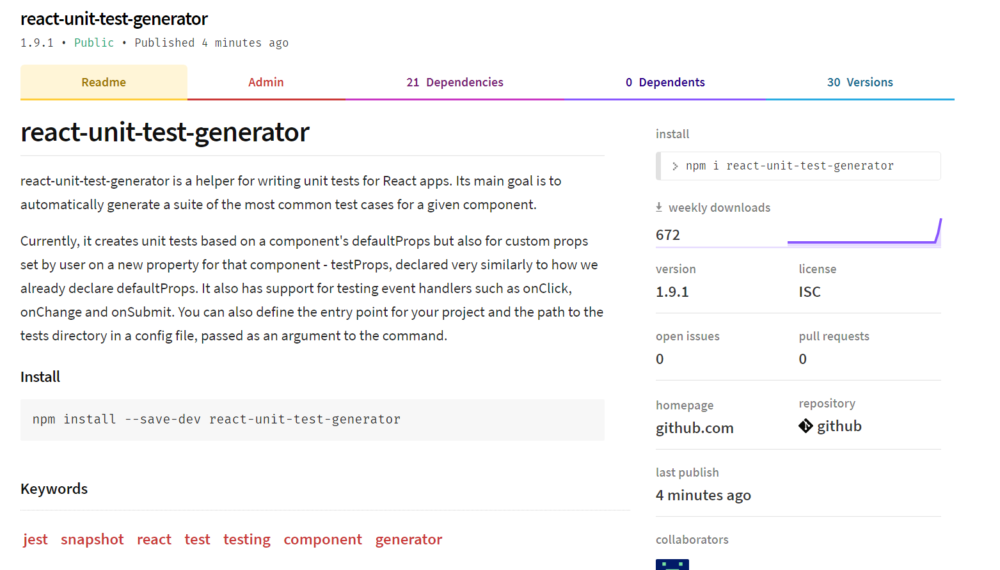 react-unit-test-generator
1.9.1 • Public • Published 4 minutes ago
Readme
Admin
21 Dependencies
0 Dependents
30 Versions
react-unit-test-generator
react-unit-test-generator is a helper for writing unit tests for React apps. Its main goal is to
automatically generate a suite of the most common test cases for a given component.
Currently, it creates unit tests based on a component's defaultProps but also for custom props
set by user on a new property for that component - testProps, declared very similarly to how we
already declare defaultProps. It also has support for testing event handlers such as onClick,
onChange and onSubmit. You can also define the entry point for your project and the path to the
tests directory in a config file, passed as an argument to the command.
Install
npm install --save-dev react-unit-test-generator
Keywords
jest snapshot react test testing component generator
install
> npm i react-unit-test-generator
weekly downloads
672
version
1.9.1
license
ISC
open issues
0
pull requests
0
homepage
github.com
repository
github
last publish
4 minutes ago
collaborators